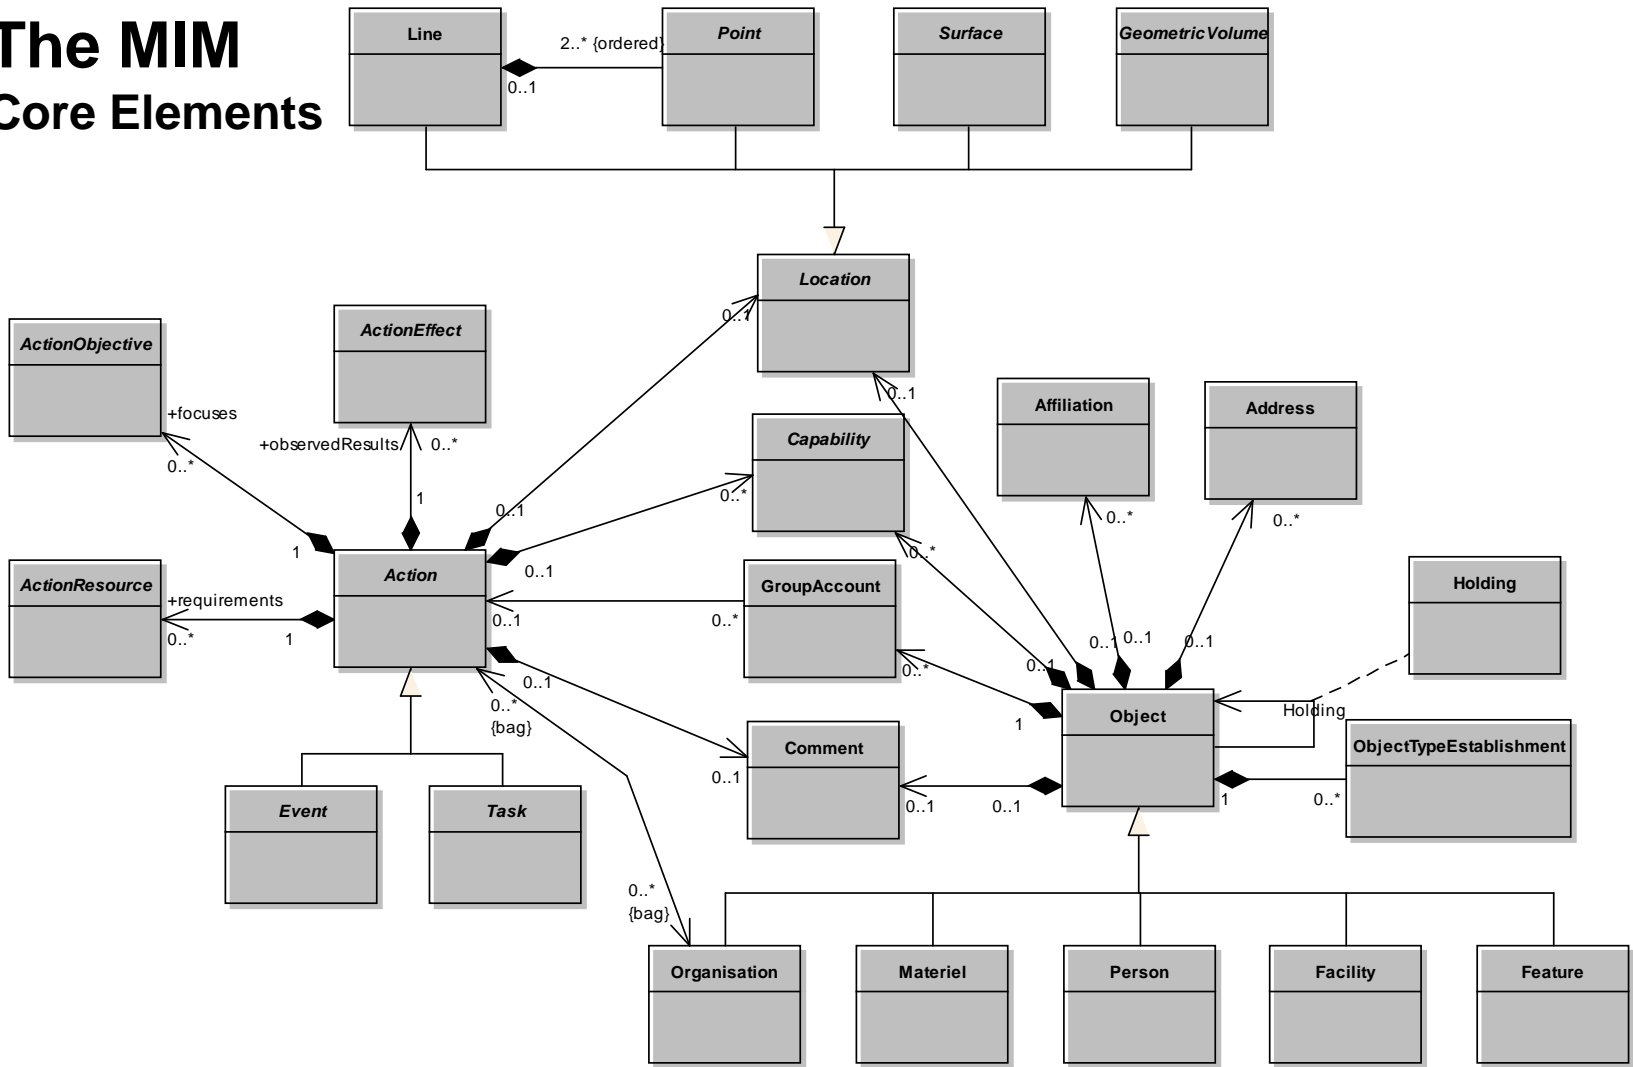 The MIM
Core Elements
Line
2..* {ordered}
0..1
Point
Surface
GeometricVolume
Location
0..1
0..1
ActionObjective
+focuses
0..*
1
ActionEffect
+observedResults
0..*
1
0..1
Capability
0..*
0..1
0..*
Affiliation
0..*
Address
0..*
ActionResource
+requirements
0..*
1
Action
0..1
GroupAccount
0..*
0..*
1
Holding
0..1
0..1
0..1
0..1
Object
Holding
ObjectTypeEstablishment
1
0..*
0..1
0..*
{bag}
Comment
0..1
0..1
0..1
Event
Task
0..*
{bag}
Organisation
Materiel
Person
Facility
Feature